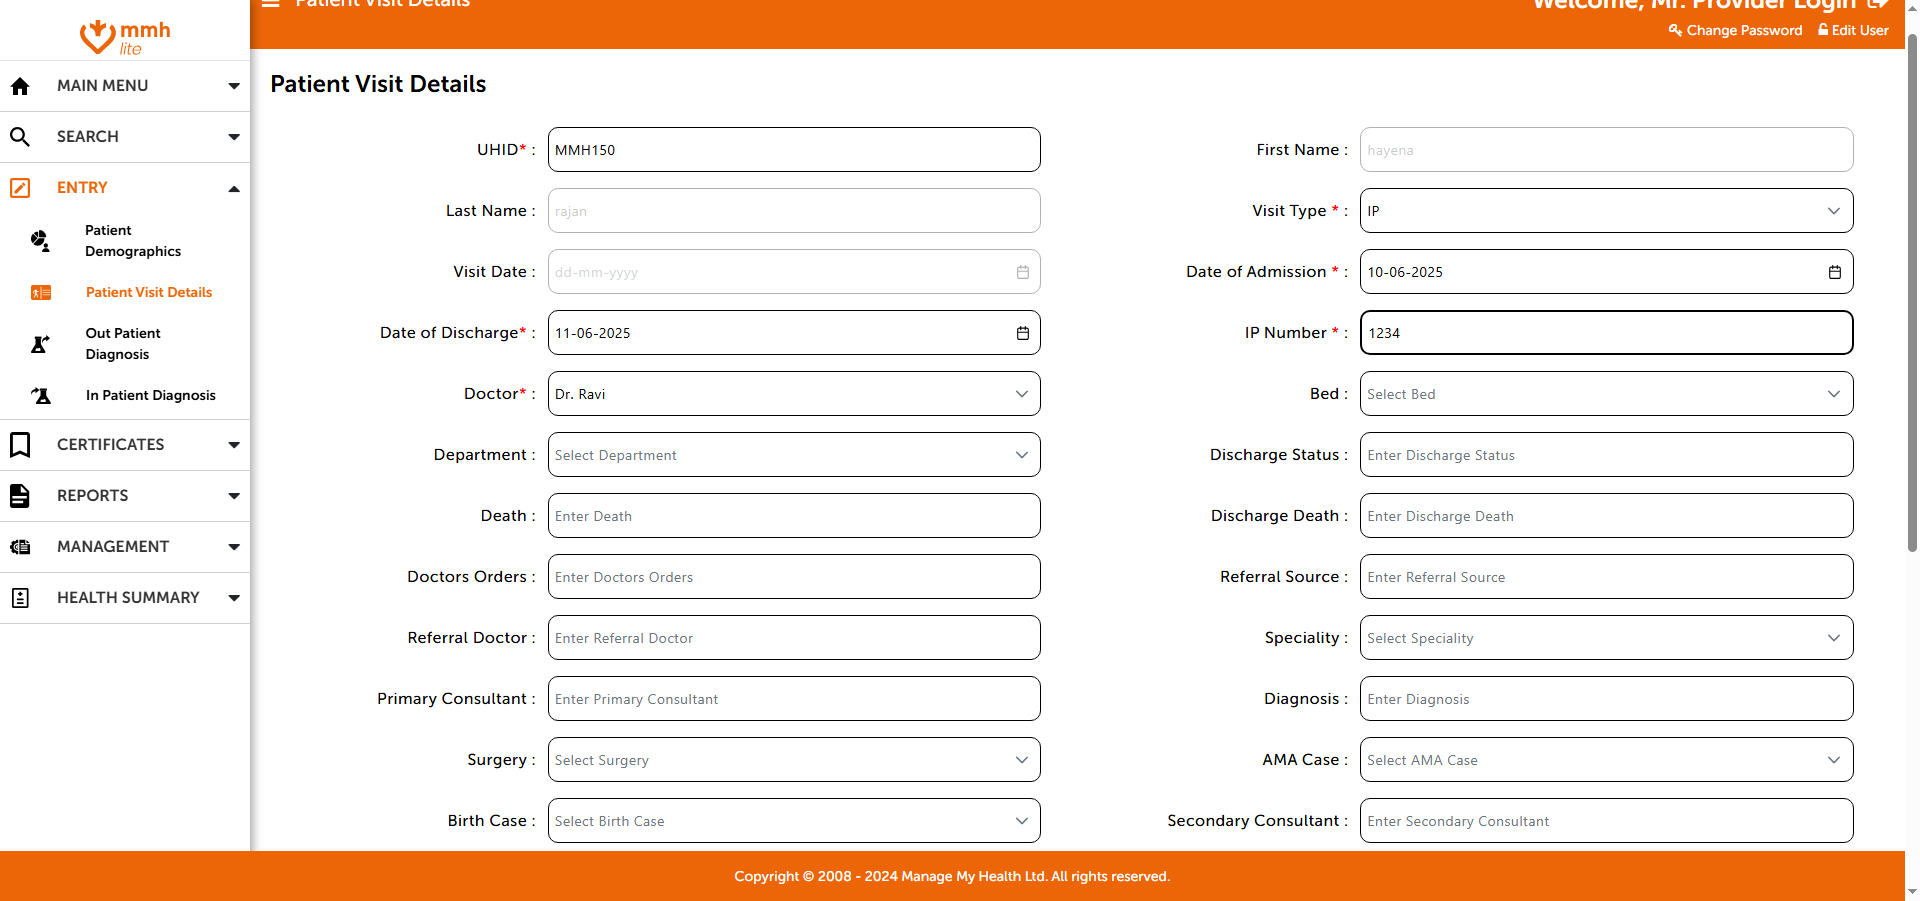 Patient Visit Details
Welcome, Mr. Provider Login
Change Password
Edit User
mmh
lite
MAIN MENU
SEARCH
ENTRY
Patient
Demographics
Patient Visit Details
Out Patient
Diagnosis
In Patient Diagnosis
CERTIFICATES
REPORTS
MANAGEMENT
HEALTH SUMMARY
Patient Visit Details
UHID* : MMH150
First Name : hayena
Last Name : rajan
Visit Type * : IP
Visit Date : dd-mm-yyyy
Date of Admission * : 10-06-2025
Date of Discharge* : 11-06-2025
IP Number * : 1234
Doctor* : Dr. Ravi
Bed : Select Bed
Department : Select Department
Discharge Status : Enter Discharge Status
Death : Enter Death
Discharge Death : Enter Discharge Death
Doctors Orders : Enter Doctors Orders
Referral Source : Enter Referral Source
Referral Doctor : Enter Referral Doctor
Speciality : Select Speciality
Primary Consultant : Enter Primary Consultant
Diagnosis : Enter Diagnosis
Surgery : Select Surgery
AMA Case : Select AMA Case
Birth Case : Select Birth Case
Secondary Consultant : Enter Secondary Consultant
Copyright © 2008 - 2024 Manage My Health Ltd. All rights reserved.